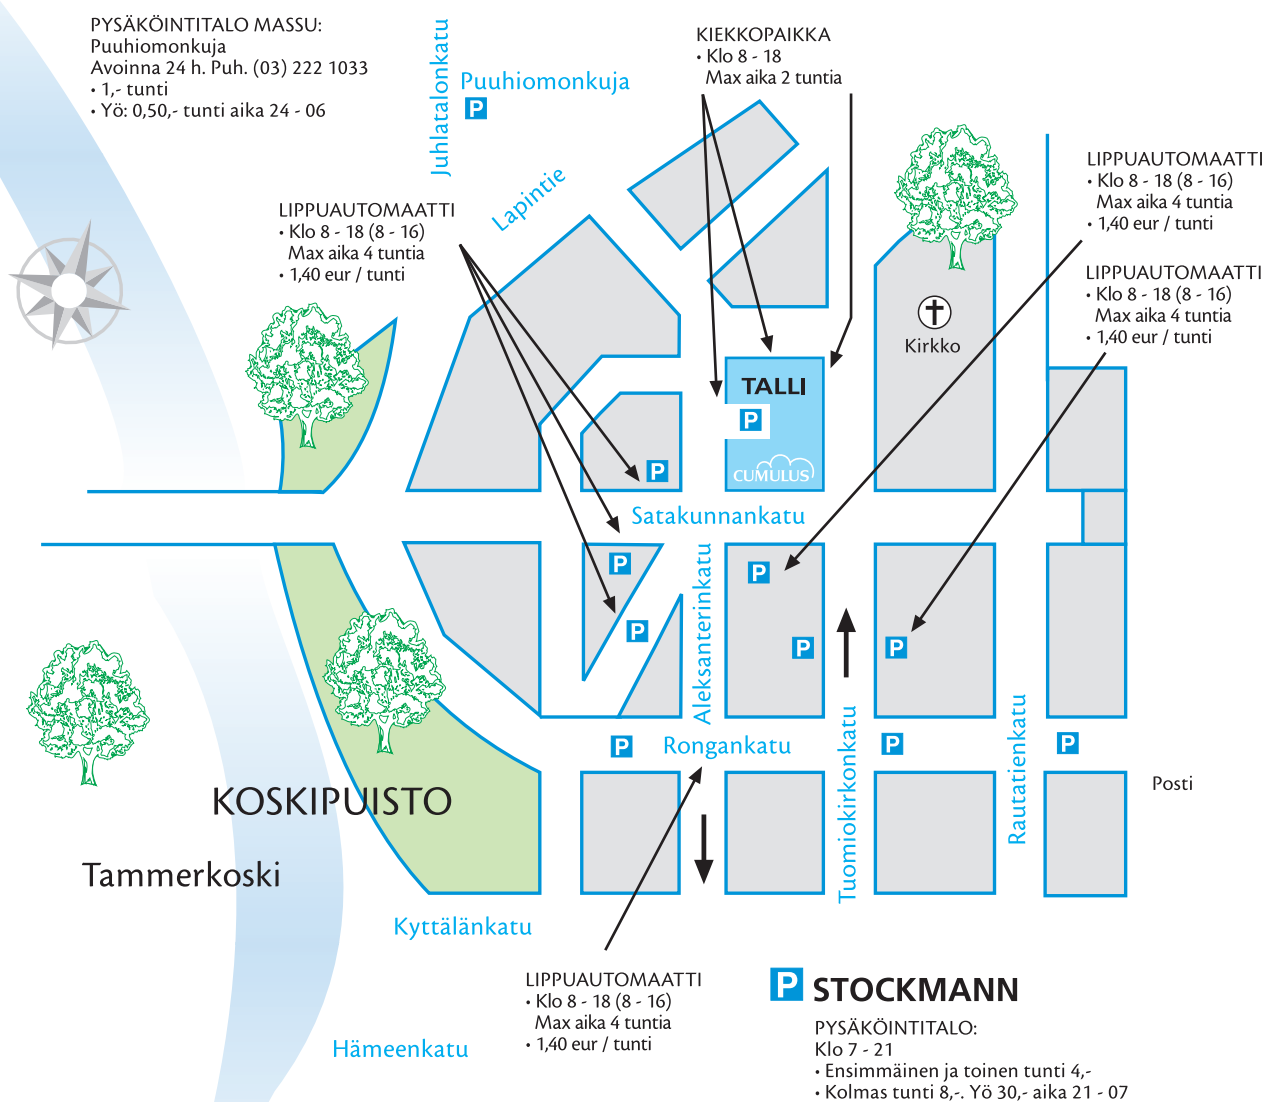 PYSÄKÖINTITALO MASSU:
Puuhiomonkuja
Avoinna 24 h. Puh. (03) 222 1033
• 1,- tunti
• Yö: 0,50,- tunti aika 24 - 06
Juhlatalonkatu
Puuhiomonkuja
P
KIEKKOPAIKKA
• Klo 8 - 18
Max aika 2 tuntia
Lapintie
LIPPUAUTOMAATTI
• Klo 8 - 18 (8 - 16)
Max aika 4 tuntia
• 1,40 eur / tunti
LIPPUAUTOMAATTI
• Klo 8 - 18 (8 - 16)
Max aika 4 tuntia
• 1,40 eur / tunti
LIPPUAUTOMAATTI
• Klo 8 - 18 (8 - 16)
Max aika 4 tuntia
• 1,40 eur / tunti
Kirkko
TALLI
P
CUMULUS
P
Satakunnankatu
P
P
P
P
P
Aleksanterinkatu
Tuomiokirkonkatu
Rautatienkatu
P
Rongankatu
P
P
Posti
KOSKIPUISTO
Tammerkoski
Kyttälänkatu
Hämeenkatu
LIPPUAUTOMAATTI
• Klo 8 - 18 (8 - 16)
Max aika 4 tuntia
• 1,40 eur / tunti
P STOCKMANN
PYSÄKÖINTITALO:
Klo 7 - 21
• Ensimmäinen ja toinen tunti 4,-
• Kolmas tunti 8,-. Yö 30,- aika 21 - 07